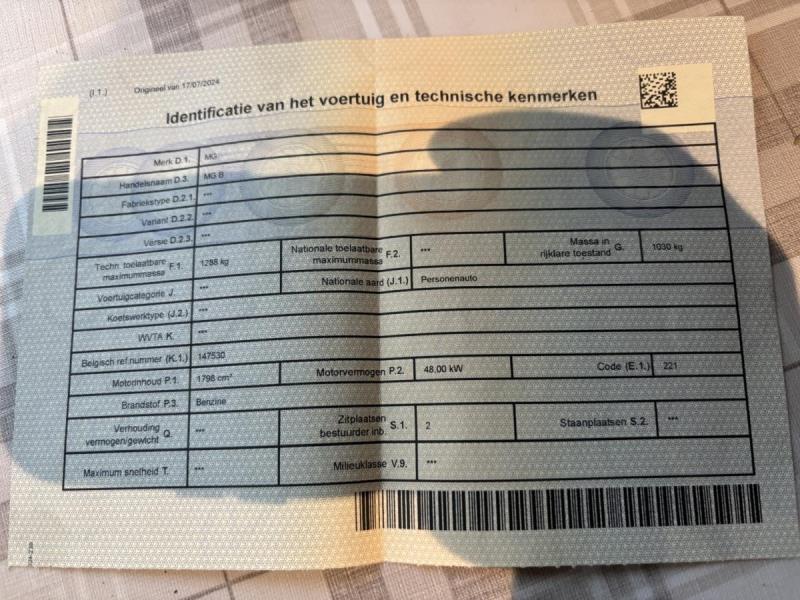 (I.1.) Origineel van 17/07/2024
Identificatie van het voertuig en technische kenmerken
Merk D.1. MG
Handelsnaam D.3. MG B
Fabriekstype D.2.1. ***
Variant D.2.2. ***
Versie D.2.3. ***
Techn. toelaatbare maximummassa F.1. 1288 kg Nationale toelaatbare maximummassa F.2. *** Massa in rijklare toestand G. 1030 kg
Voertuigcategorie J. *** Nationale aard (J.1.) Personenauto
Koetswerktype (J.2.) ***
WVTA K. ***
Belgisch ref.nummer (K.1.) 147530
Motorinhoud P.1. 1798 cm³ Motorvermogen P.2. 48,00 kW Code (E.1.) 221
Brandstof P.3. Benzine
Verhouding vermogen/gewicht Q. *** Zitplaatsen bestuurder inb. S.1. 2 Staanplaatsen S.2. ***
Maximum snelheid T. *** Milieuklasse V.9. ***